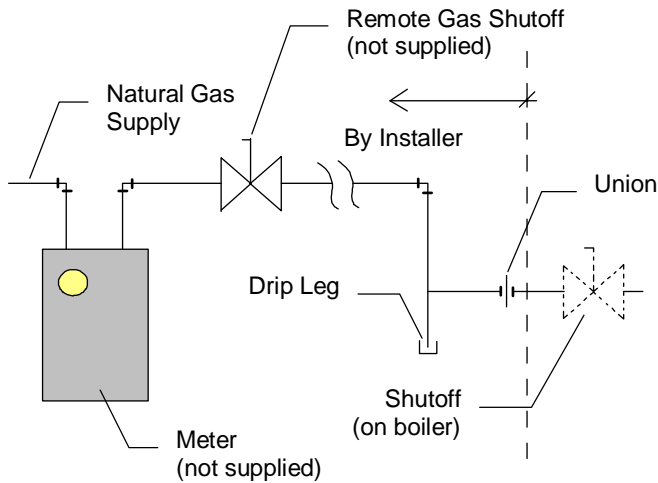 Remote Gas Shutoff
(not supplied)
Natural Gas
Supply
By Installer
Union
Drip Leg
Shutoff
(on boiler)
Meter
(not supplied)